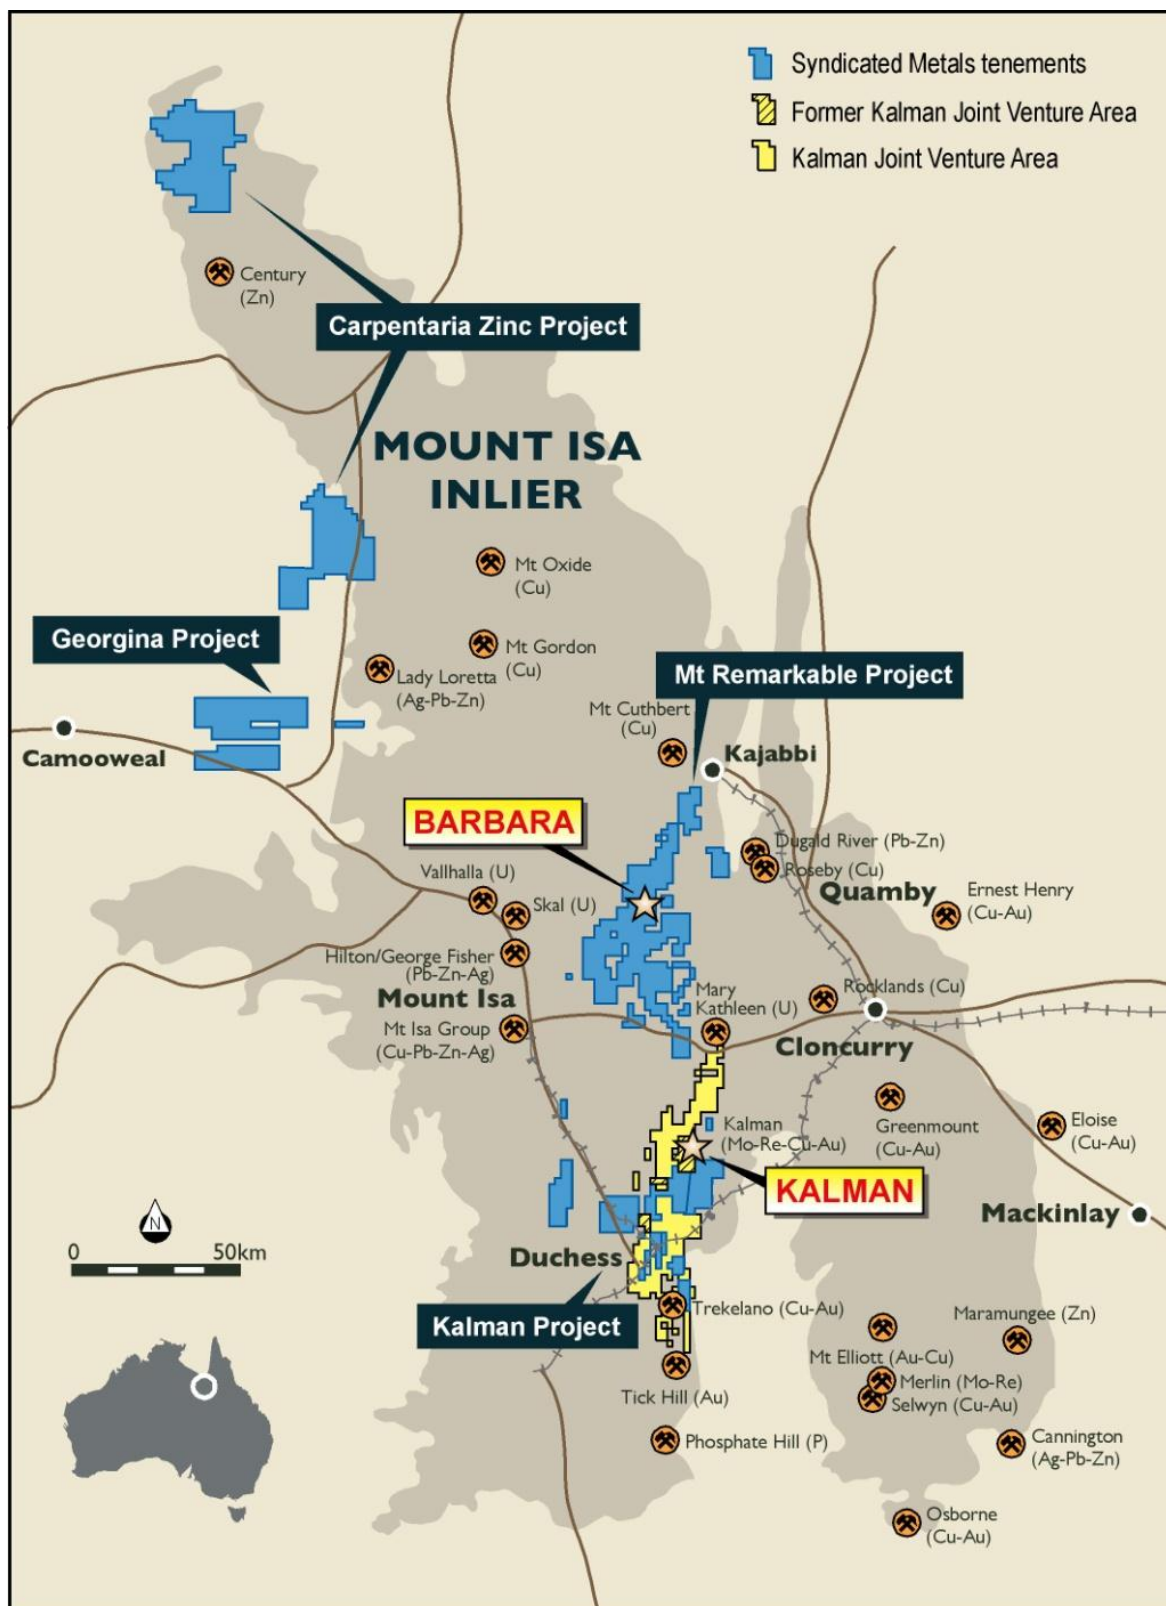 Syndicated Metals tenements
Former Kalman Joint Venture Area
Kalman Joint Venture Area
Century
(Zn)
Carpentaria Zinc Project
MOUNT ISA
INLIER
Mt Oxide
(Cu)
Georgina Project
Mt Gordon
(Cu)
Lady Loretta
(Ag-Pb-Zn)
Mt Remarkable Project
Mt Cuthbert
(Cu)
Camooweal
Kajabbi
BARBARA
Dugald River (Pb-Zn)
Roseby (Cu)
Vallhalla (U)
Skal (U)
Quamby
Ernest Henry
(Cu-Au)
Hilton/George Fisher
(Pb-Zn-Ag)
Mount Isa
Mary
Kathleen (U)
Rocklands (Cu)
Mt Isa Group
(Cu-Pb-Zn-Ag)
Cloncurry
Kalman
(Mo-Re-Cu-Au)
Greenmount
(Cu-Au)
Eloise
(Cu-Au)
KALMAN
Mackinlay
N
0 50km
Duchess
Kalman Project
Trekelano (Cu-Au)
Maramungee (Zn)
Mt Elliott (Au-Cu)
Merlin (Mo-Re)
Selwyn (Cu-Au)
Tick Hill (Au)
Phosphate Hill (P)
Cannington
(Ag-Pb-Zn)
Osborne
(Cu-Au)